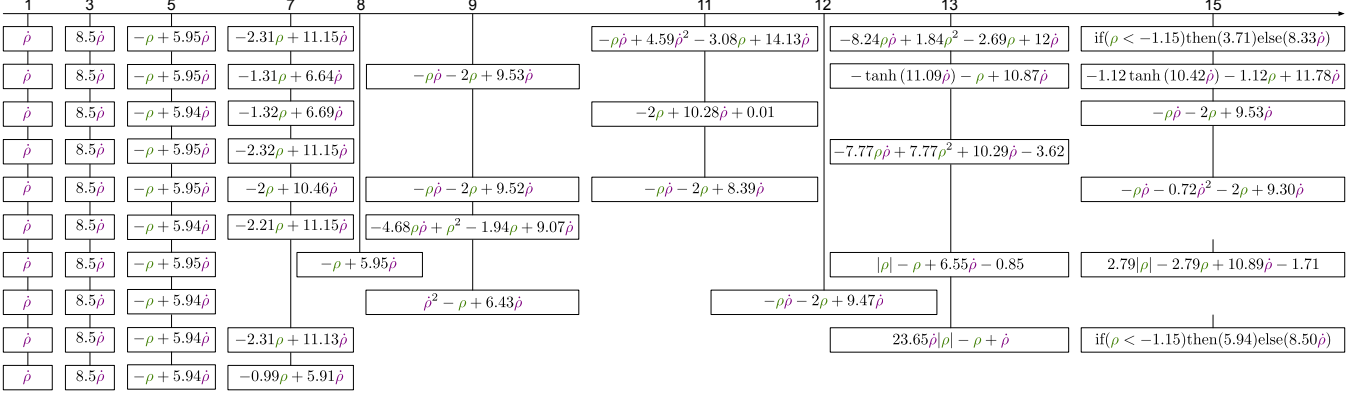 1 3 5 7 8 9 11 12 13 15
ρ̇ 8.5ρ̇ −ρ + 5.95ρ̇ −2.31ρ + 11.15ρ̇ −ρρ̇ + 4.59ρ̇² − 3.08ρ + 14.13ρ̇ −8.24ρρ̇ + 1.84ρ² − 2.69ρ + 12ρ̇ if(ρ < −1.15)then(3.71)else(8.33ρ̇)
ρ̇ 8.5ρ̇ −ρ + 5.95ρ̇ −1.31ρ + 6.64ρ̇ −ρρ̇ − 2ρ + 9.53ρ̇ − tanh (11.09ρ̇) − ρ + 10.87ρ̇ −1.12 tanh (10.42ρ̇) − 1.12ρ + 11.78ρ̇
ρ̇ 8.5ρ̇ −ρ + 5.94ρ̇ −1.32ρ + 6.69ρ̇ −2ρ + 10.28ρ̇ + 0.01 −ρρ̇ − 2ρ + 9.53ρ̇
ρ̇ 8.5ρ̇ −ρ + 5.95ρ̇ −2.32ρ + 11.15ρ̇ −7.77ρρ̇ + 7.77ρ² + 10.29ρ̇ − 3.62
ρ̇ 8.5ρ̇ −ρ + 5.95ρ̇ −2ρ + 10.46ρ̇ −ρρ̇ − 2ρ + 9.52ρ̇ −ρρ̇ − 2ρ + 8.39ρ̇ −ρρ̇ − 0.72ρ̇² − 2ρ + 9.30ρ̇
ρ̇ 8.5ρ̇ −ρ + 5.94ρ̇ −2.21ρ + 11.15ρ̇ −4.68ρρ̇ + ρ² − 1.94ρ + 9.07ρ̇
ρ̇ 8.5ρ̇ −ρ + 5.95ρ̇ −ρ + 5.95ρ̇ |ρ| − ρ + 6.55ρ̇ − 0.85 2.79|ρ| − 2.79ρ + 10.89ρ̇ − 1.71
ρ̇ 8.5ρ̇ −ρ + 5.94ρ̇ ρ̇² − ρ + 6.43ρ̇ −ρρ̇ − 2ρ + 9.47ρ̇
ρ̇ 8.5ρ̇ −ρ + 5.94ρ̇ −2.31ρ + 11.13ρ̇ 23.65ρ̇|ρ| − ρ + ρ̇ if(ρ < −1.15)then(5.94)else(8.50ρ̇)
ρ̇ 8.5ρ̇ −ρ + 5.94ρ̇ −0.99ρ + 5.91ρ̇